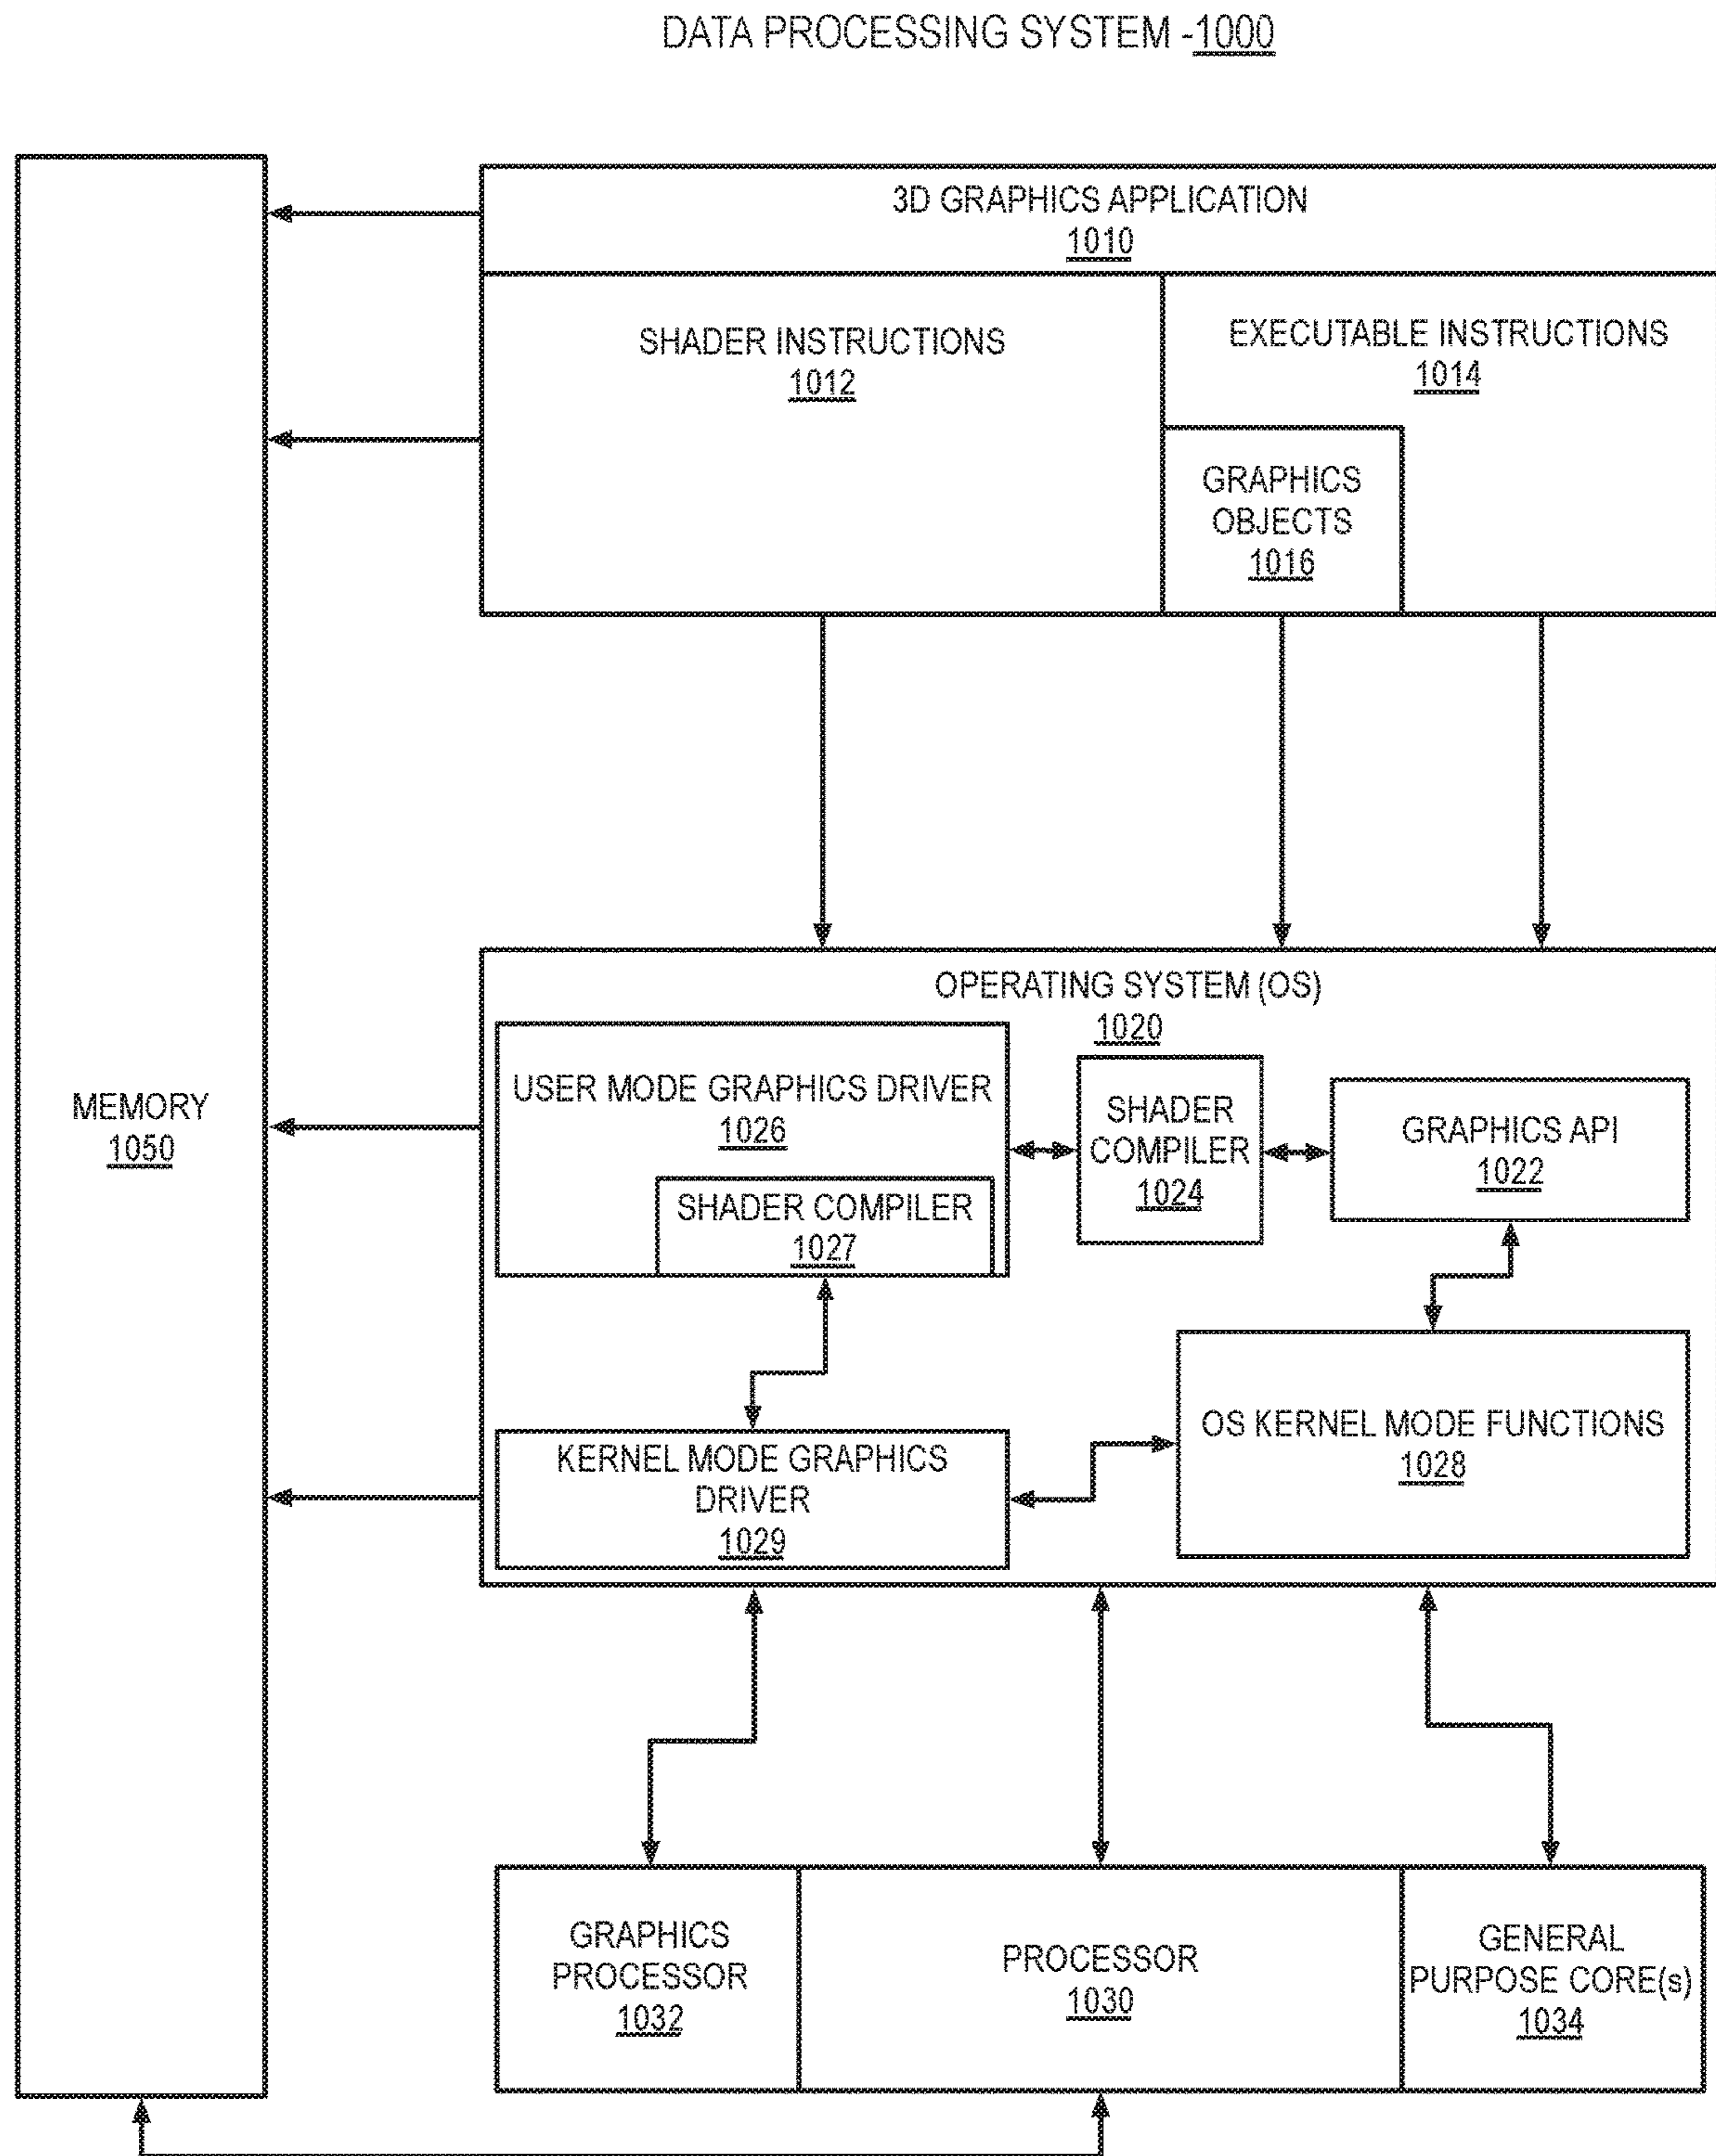 DATA PROCESSING SYSTEM -1000
3D GRAPHICS APPLICATION
1010
SHADER INSTRUCTIONS
1012
EXECUTABLE INSTRUCTIONS
1014
GRAPHICS
OBJECTS
1016
MEMORY
1050
OPERATING SYSTEM (OS)
1020
USER MODE GRAPHICS DRIVER
1026
SHADER COMPILER
1027
SHADER
COMPILER
1024
GRAPHICS API
1022
KERNEL MODE GRAPHICS
DRIVER
1029
OS KERNEL MODE FUNCTIONS
1028
GRAPHICS
PROCESSOR
1032
PROCESSOR
1030
GENERAL
PURPOSE CORE(s)
1034